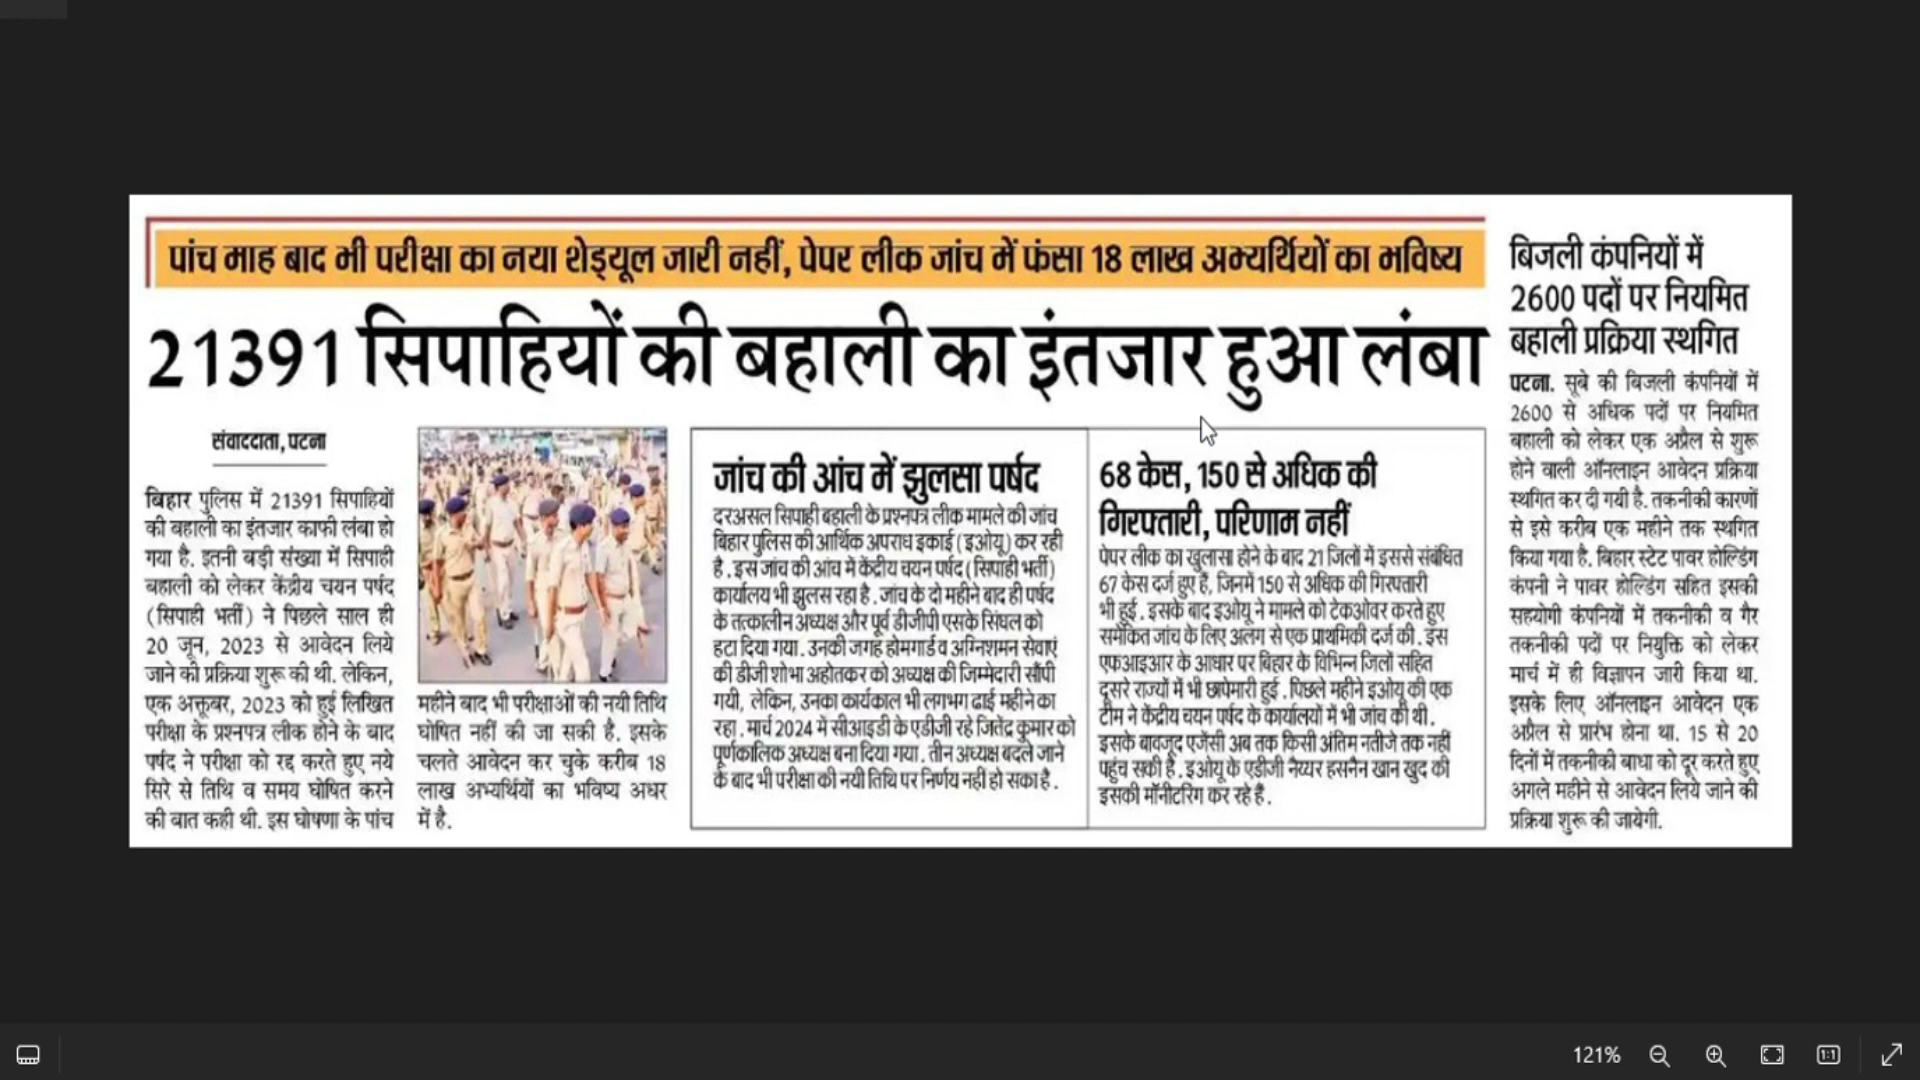 पांच माह बाद भी परीक्षा का नया शेड्यूल जारी नहीं, पेपर लीक जांच में फंसा 18 लाख अभ्यर्थियों का भविष्य
21391 सिपाहियों की बहाली का इंतजार हुआ लंबा
संवाददाता, पटना
बिहार पुलिस में 21391 सिपाहियों
की बहाली का इंतजार काफी लंबा हो
गया है. इतनी बड़ी संख्या में सिपाही
बहाली को लेकर केंद्रीय चयन पर्षद
(सिपाही भर्ती) ने पिछले साल ही
20 जून, 2023 से आवेदन लिये
जाने की प्रक्रिया शुरू की थी. लेकिन,
एक अक्तूबर, 2023 को हुई लिखित
परीक्षा के प्रश्नपत्र लीक होने के बाद
पर्षद ने परीक्षा को रद्द करते हुए नये
सिरे से तिथि व समय घोषित करने
की बात कही थी. इस घोषणा के पांच
महीने बाद भी परीक्षाओं की नयी तिथि
घोषित नहीं की जा सकी है. इसके
चलते आवेदन कर चुके करीब 18
लाख अभ्यर्थियों का भविष्य अधर
में है.
जांच की आंच में झुलसा पर्षद
दरअसल सिपाही बहाली के प्रश्नपत्र लीक मामले की जांच
बिहार पुलिस की आर्थिक अपराध इकाई (इओयू) कर रही
है. इस जांच की आंच में केंद्रीय चयन पर्षद (सिपाही भर्ती)
कार्यालय भी झुलस रहा है. जांच के दो महीने बाद ही पर्षद
के तत्कालीन अध्यक्ष और पूर्व डीजीपी एसके सिंघल को
हटा दिया गया. उनकी जगह होमगार्ड व अग्निशमन सेवाएं
की डीजी शोभा अहोतकर को अध्यक्ष की जिम्मेदारी सौंपी
गयी, लेकिन, उनका कार्यकाल भी लगभग ढाई महीने का
रहा. मार्च 2024 में सीआइडी के एडीजी रहे जितेंद्र कुमार को
पूर्णकालिक अध्यक्ष बना दिया गया. तीन अध्यक्ष बदले जाने
के बाद भी परीक्षा की नयी तिथि पर निर्णय नहीं हो सका है.
68 केस, 150 से अधिक की
गिरफ्तारी, परिणाम नहीं
पेपर लीक का खुलासा होने के बाद 21 जिलों में इससे संबंधित
67 केस दर्ज हुए हैं, जिनमें 150 से अधिक की गिरफ्तारी
भी हुई. इसके बाद इओयू ने मामले को टेकओवर करते हुए
समेकित जांच के लिए अलग से एक प्राथमिकी दर्ज की. इस
एफआइआर के आधार पर बिहार के विभिन्न जिलों सहित
दूसरे राज्यों में भी छापेमारी हुई. पिछले महीने इओयू की एक
टीम ने केंद्रीय चयन पर्षद के कार्यालयों में भी जांच की थी.
इसके बावजूद एजेंसी अब तक किसी अंतिम नतीजे तक नहीं
पहुंच सकी है. इओयू के एडीजी नैय्यर हसनैन खान खुद की
इसकी मॉनीटरिंग कर रहे हैं.
बिजली कंपनियों में
2600 पदों पर नियमित
बहाली प्रक्रिया स्थगित
पटना. सूबे की बिजली कंपनियों में
2600 से अधिक पदों पर नियमित
बहाली को लेकर एक अप्रैल से शुरू
होने वाली ऑनलाइन आवेदन प्रक्रिया
स्थगित कर दी गयी है. तकनीकी कारणों
से इसे करीब एक महीने तक स्थगित
किया गया है. बिहार स्टेट पावर होल्डिंग
कंपनी ने पावर होल्डिंग सहित इसकी
सहयोगी कंपनियों में तकनीकी व गैर
तकनीकी पदों पर नियुक्ति को लेकर
मार्च में ही विज्ञापन जारी किया था.
इसके लिए ऑनलाइन आवेदन एक
अप्रैल से प्रारंभ होना था. 15 से 20
दिनों में तकनीकी बाधा को दूर करते हुए
अगले महीने से आवेदन लिये जाने की
प्रक्रिया शुरू की जायेगी.
121%
1:1